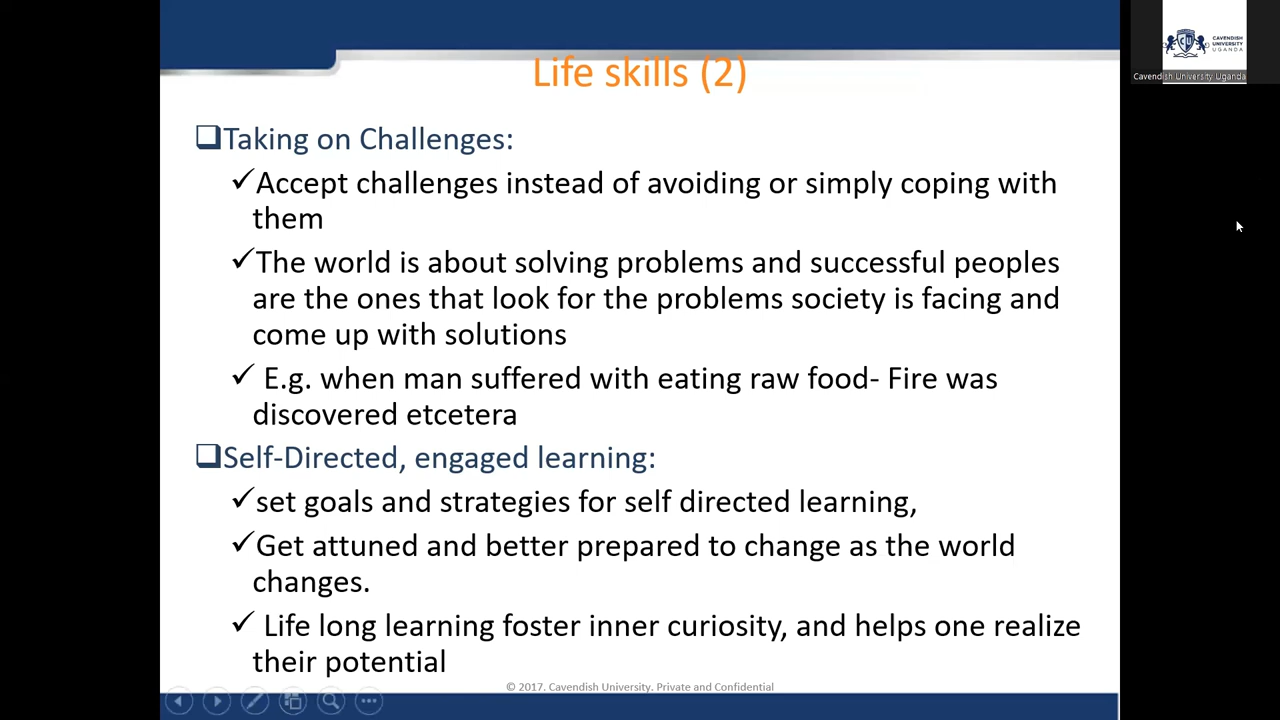 Life skills (2)
Taking on Challenges:
Accept challenges instead of avoiding or simply coping with
them
The world is about solving problems and successful peoples
are the ones that look for the problems society is facing and
come up with solutions
E.g. when man suffered with eating raw food- Fire was
discovered etcetera
Self-Directed, engaged learning:
set goals and strategies for self directed learning,
Get attuned and better prepared to change as the world
changes.
Life long learning foster inner curiosity, and helps one realize
their potential
© 2017. Cavendish University. Private and Confidential
CAVENDISH
UNIVERSITY
UGANDA
Cavendish University Uganda